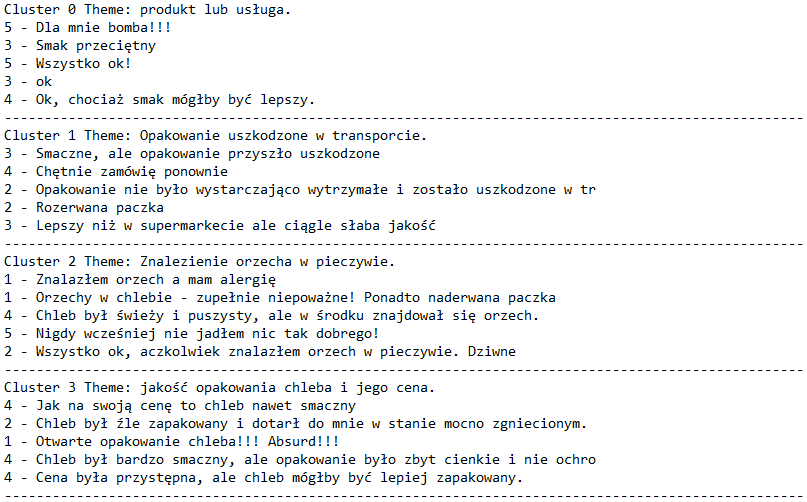 Cluster 0 Theme: produkt lub usługa.
5 - Dla mnie bomba!!!
3 - Smak przeciętny
5 - Wszystko ok!
3 - ok
4 - Ok, chociaż smak mógłby być lepszy.
----------------------------------------------------------------------------------------------------
Cluster 1 Theme: Opakowanie uszkodzone w transporcie.
3 - Smaczne, ale opakowanie przyszło uszkodzone
4 - Chętnie zamówię ponownie
2 - Opakowanie nie było wystarczająco wytrzymałe i zostało uszkodzone w tr
2 - Rozerwana paczka
3 - Lepszy niż w supermarkecie ale ciągle słaba jakość
----------------------------------------------------------------------------------------------------
Cluster 2 Theme: Znalezienie orzecha w pieczywie.
1 - Znalazłem orzech a mam alergię
1 - Orzechy w chlebie - zupełnie niepoważne! Ponadto naderwana paczka
4 - Chleb był świeży i puszysty, ale w środku znajdował się orzech.
5 - Nigdy wcześniej nie jadłem nic tak dobrego!
2 - Wszystko ok, aczkolwiek znalazłem orzech w pieczywie. Dziwne
----------------------------------------------------------------------------------------------------
Cluster 3 Theme: jakość opakowania chleba i jego cena.
4 - Jak na swoją cenę to chleb nawet smaczny
2 - Chleb był źle zapakowany i dotarł do mnie w stanie mocno zgniecionym.
1 - Otwarte opakowanie chleba!!! Absurd!!!
4 - Chleb był bardzo smaczny, ale opakowanie było zbyt cienkie i nie ochro
4 - Cena była przystępna, ale chleb mógłby być lepiej zapakowany.
----------------------------------------------------------------------------------------------------